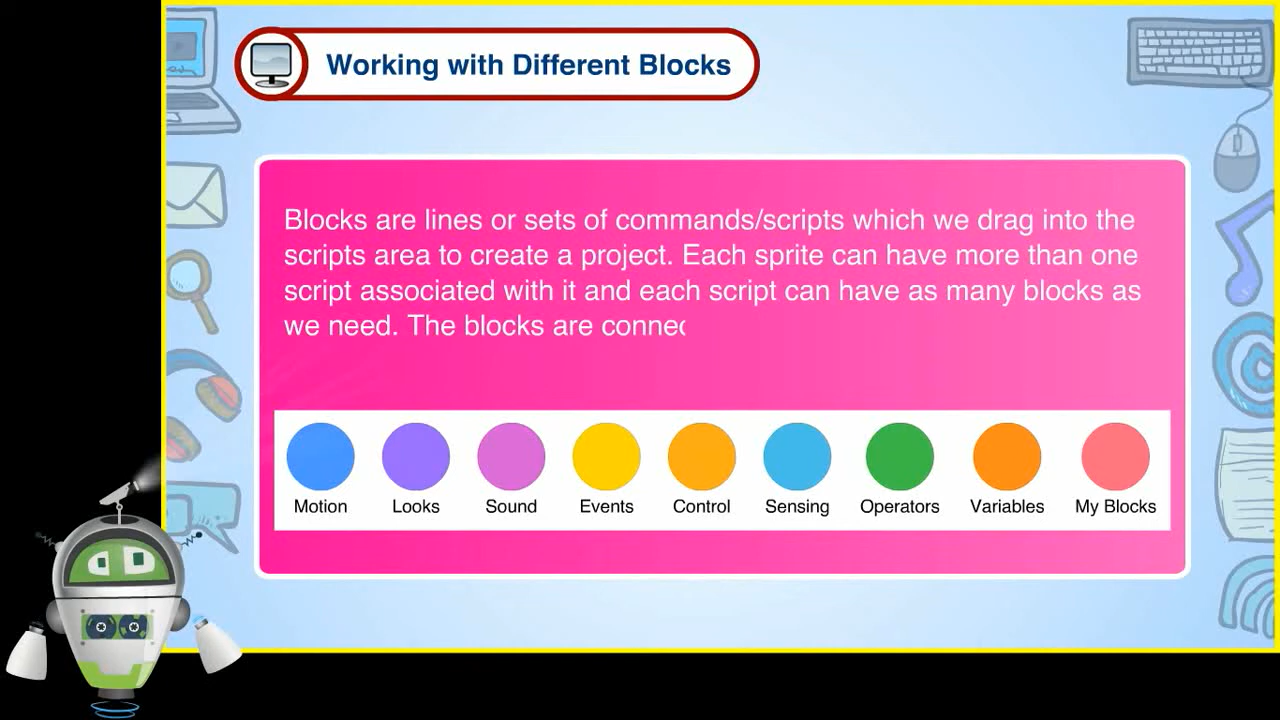 Working with Different Blocks
Blocks are lines or sets of commands/scripts which we drag into the
scripts area to create a project. Each sprite can have more than one
script associated with it and each script can have as many blocks as
we need. The blocks are connec
Motion Looks Sound Events Control Sensing Operators Variables My Blocks